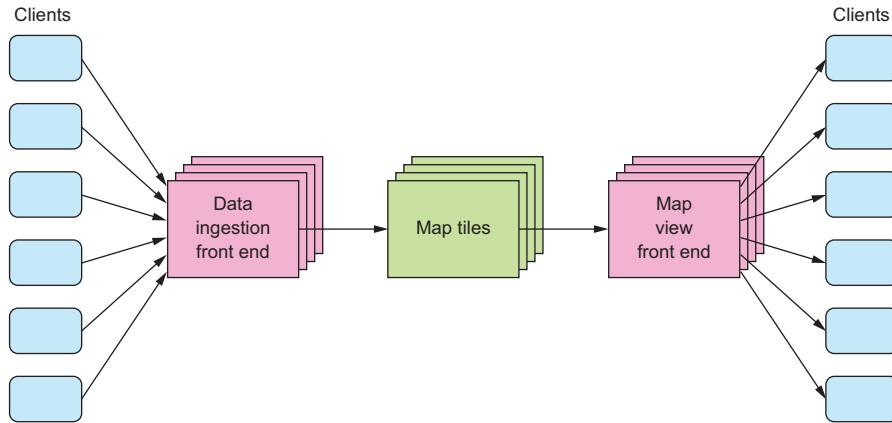 Clients
Clients
Data
ingestion
front end
Map tiles
Map
view
front end